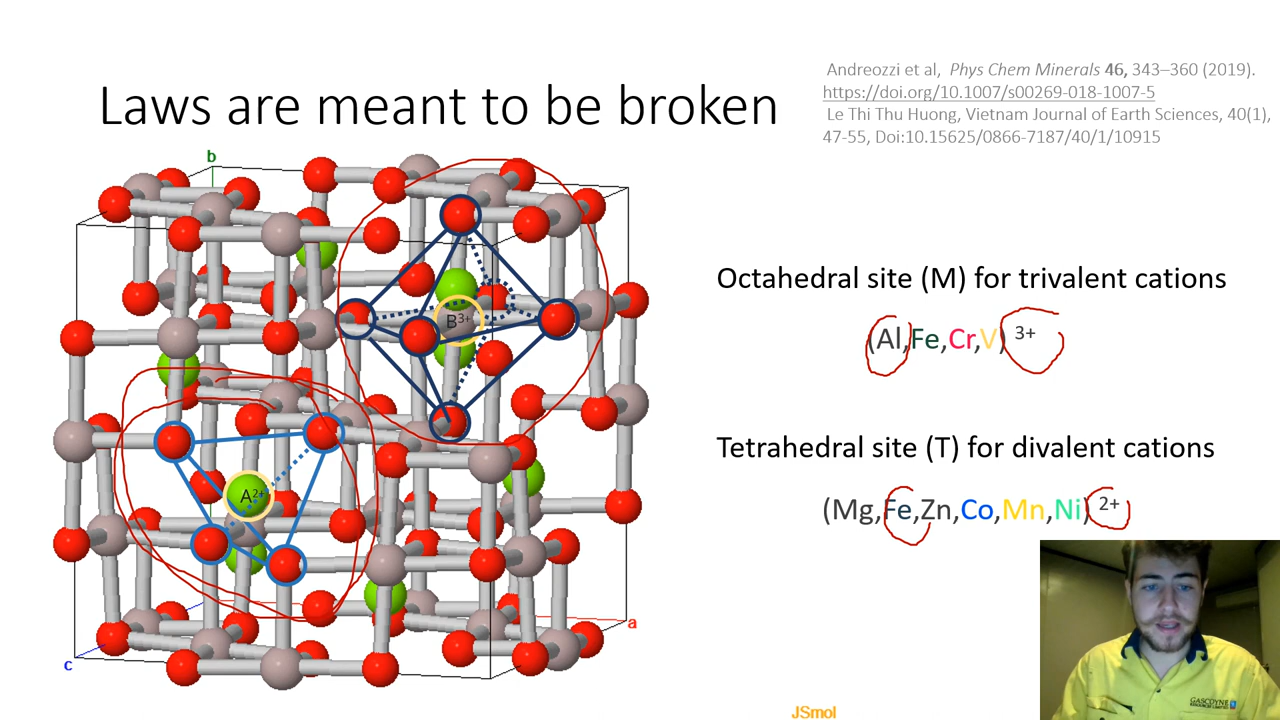 Laws are meant to be broken
Andreozzi et al, Phys Chem Minerals 46, 343–360 (2019).
https://doi.org/10.1007/s00269-018-1007-5
Le Thi Thu Huong, Vietnam Journal of Earth Sciences, 40(1),
47-55, Doi:10.15625/0866-7187/40/1/10915
b
B3+
A2+
a
c
Octahedral site (M) for trivalent cations
(Al,Fe,Cr,V) 3+
Tetrahedral site (T) for divalent cations
(Mg,Fe,Zn,Co,Mn,Ni) 2+
GASCOYNE
JSmol